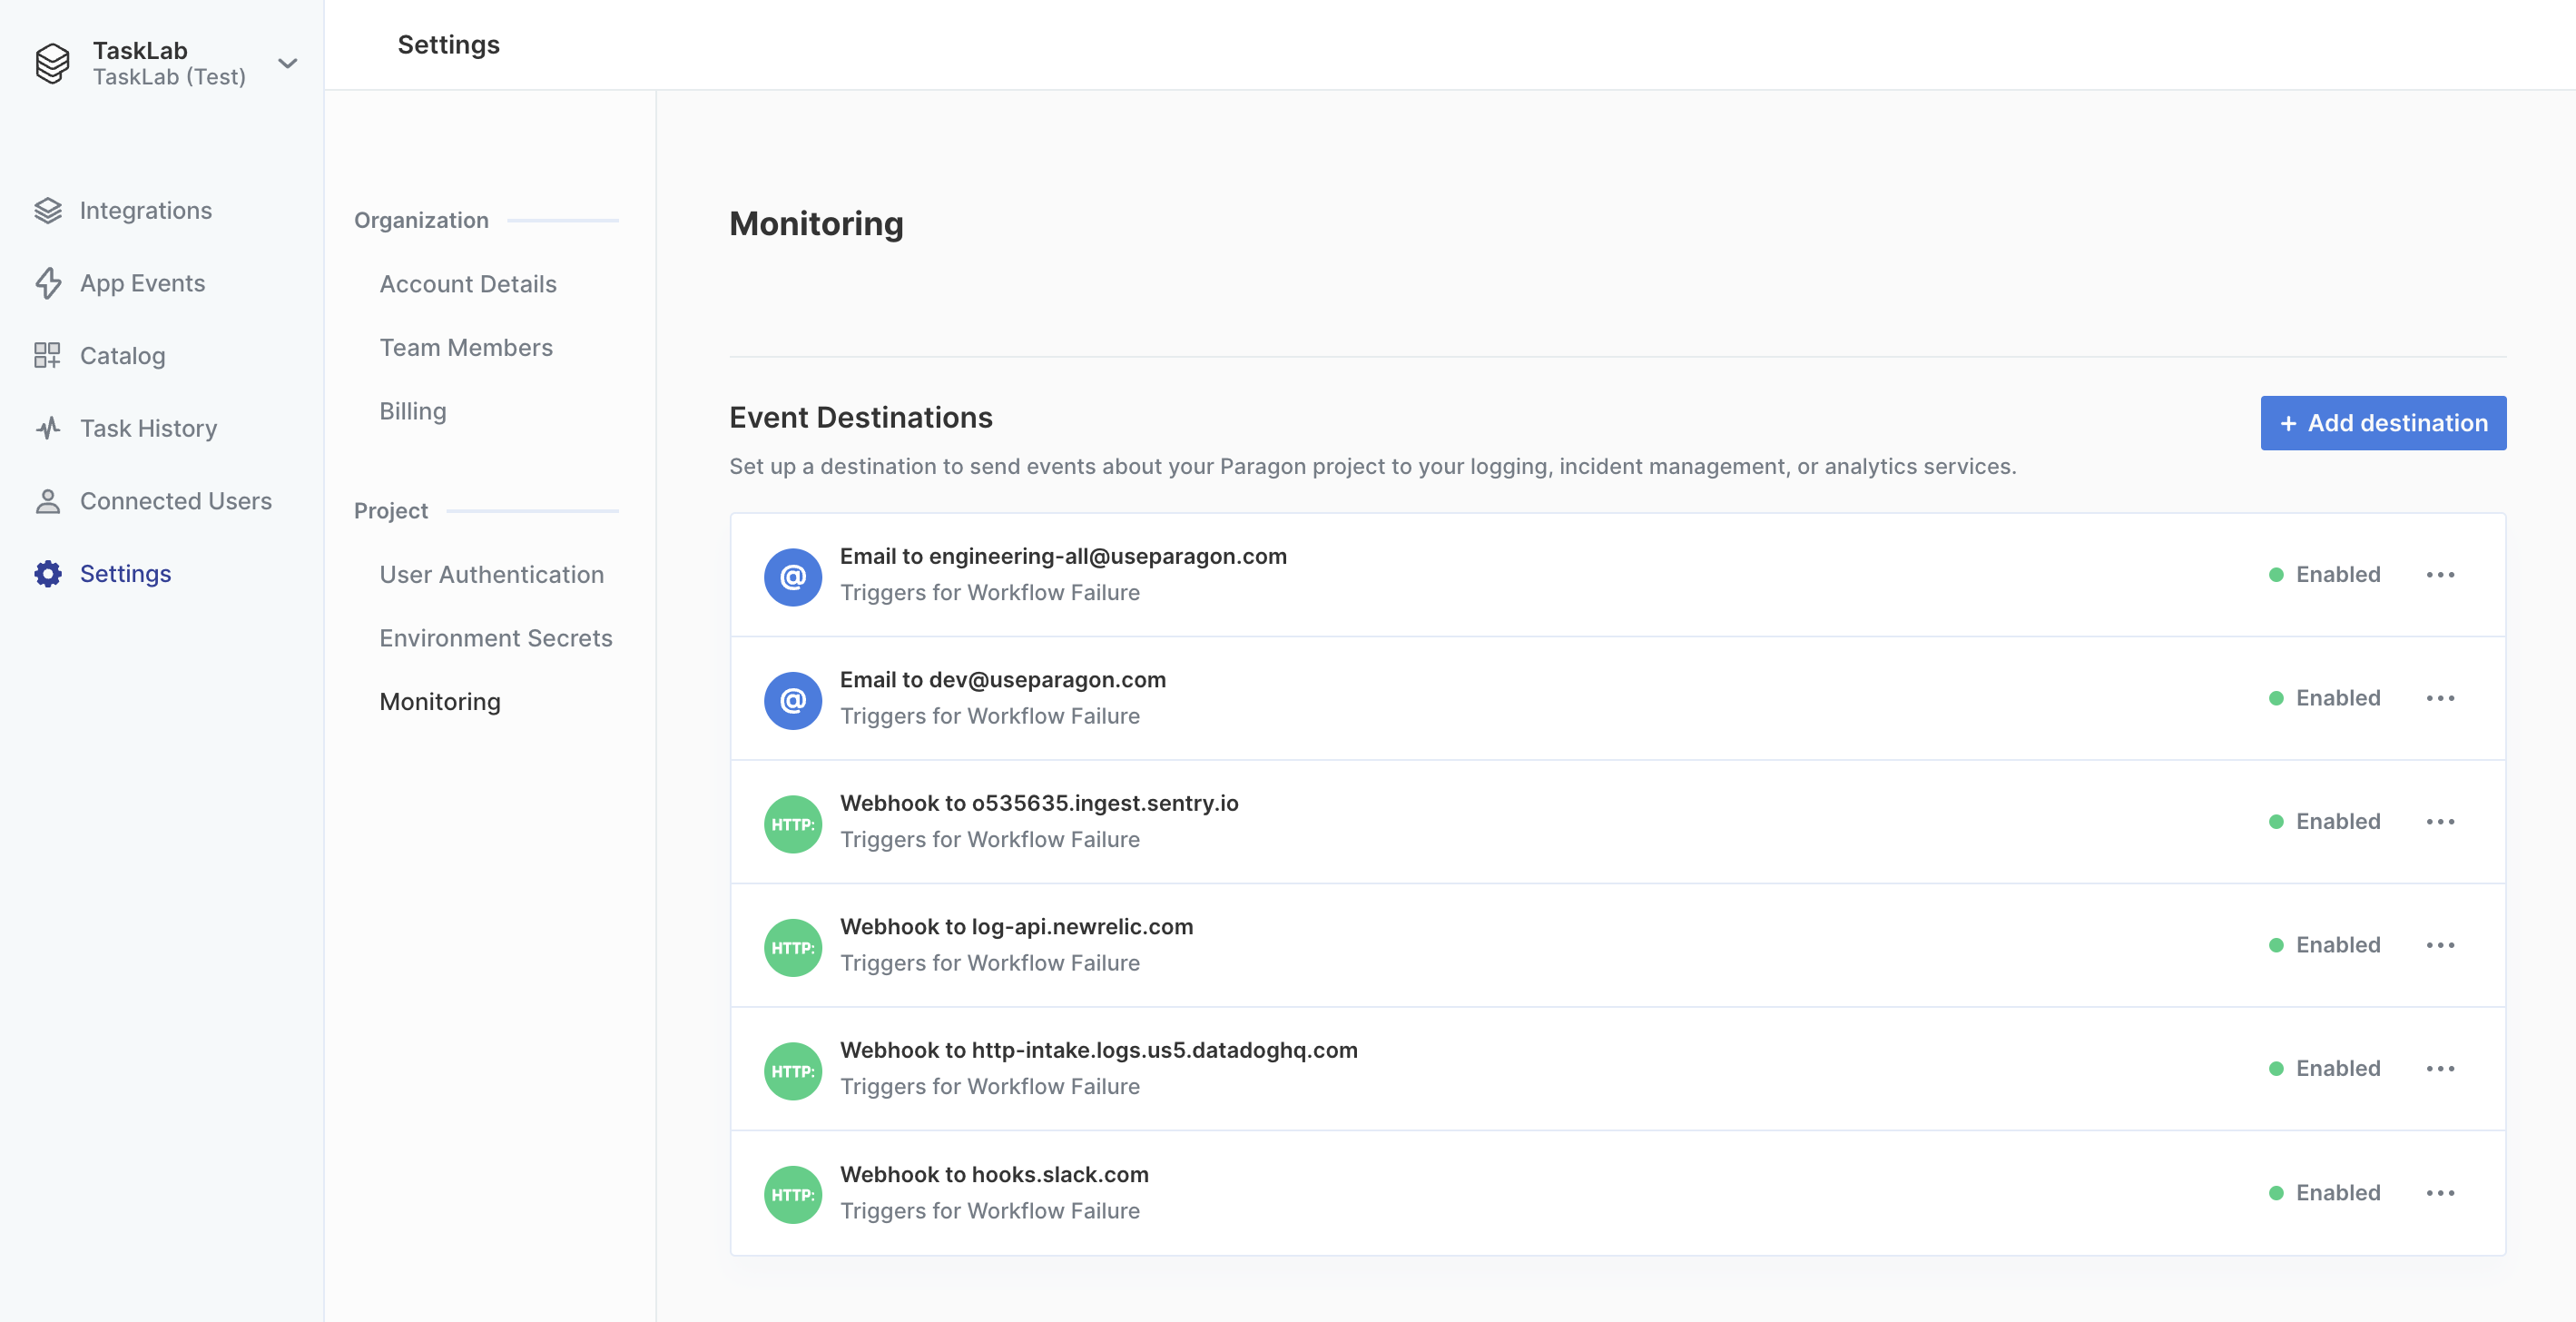 TaskLab
TaskLab (Test)
Integrations
App Events
Catalog
Task History
Connected Users
Settings
Settings
Organization
Account Details
Team Members
Billing
Project
User Authentication
Environment Secrets
Monitoring
Monitoring
Event Destinations
+ Add destination
Set up a destination to send events about your Paragon project to your logging, incident management, or analytics services.
@
Email to engineering-all@useparagon.com
Triggers for Workflow Failure
Enabled
@
Email to dev@useparagon.com
Triggers for Workflow Failure
Enabled
HTTP:
Webhook to o535635.ingest.sentry.io
Triggers for Workflow Failure
Enabled
HTTP:
Webhook to log-api.newrelic.com
Triggers for Workflow Failure
Enabled
HTTP:
Webhook to http-intake.logs.us5.datadoghq.com
Triggers for Workflow Failure
Enabled
HTTP:
Webhook to hooks.slack.com
Triggers for Workflow Failure
Enabled